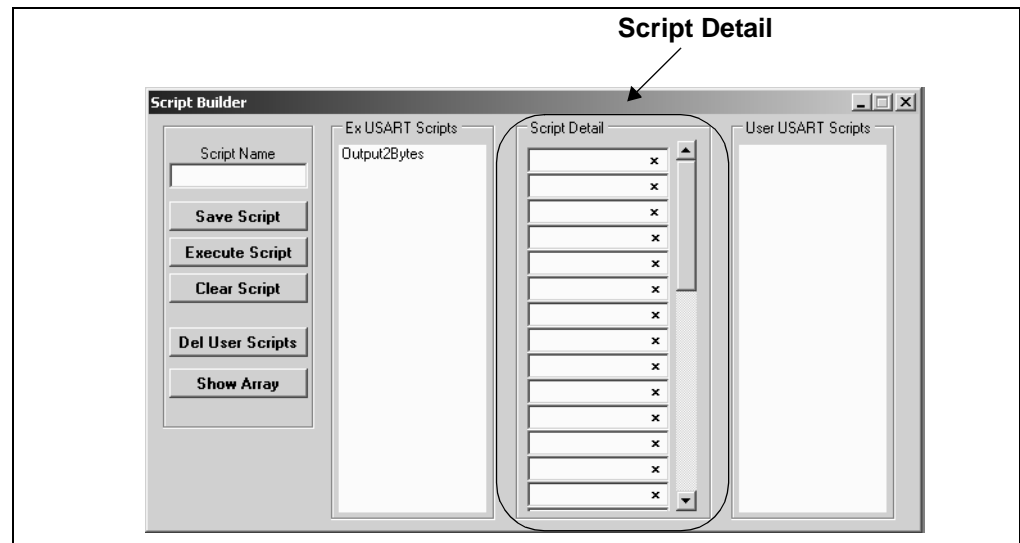 Script Detail
Script Builder
Script Name
Save Script
Execute Script
Clear Script
Del User Scripts
Show Array
Ex USART Scripts
Output2Bytes
Script Detail
x
x
x
x
x
x
x
x
x
x
x
x
x
x
User USART Scripts